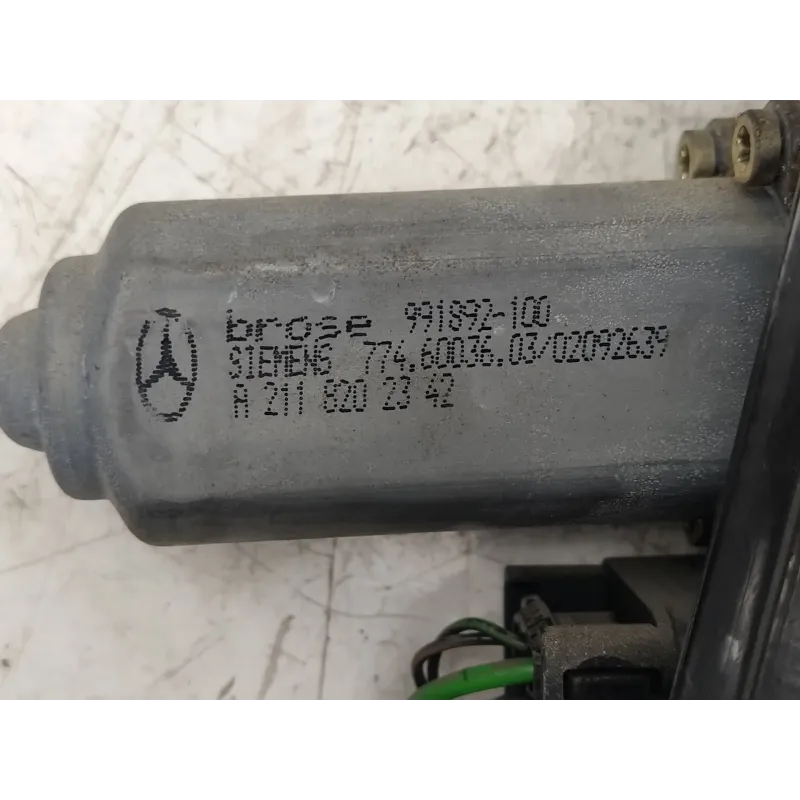 brose 991892-100
SIEMENS 774.60036.03/02092639
A 211 820 23 42